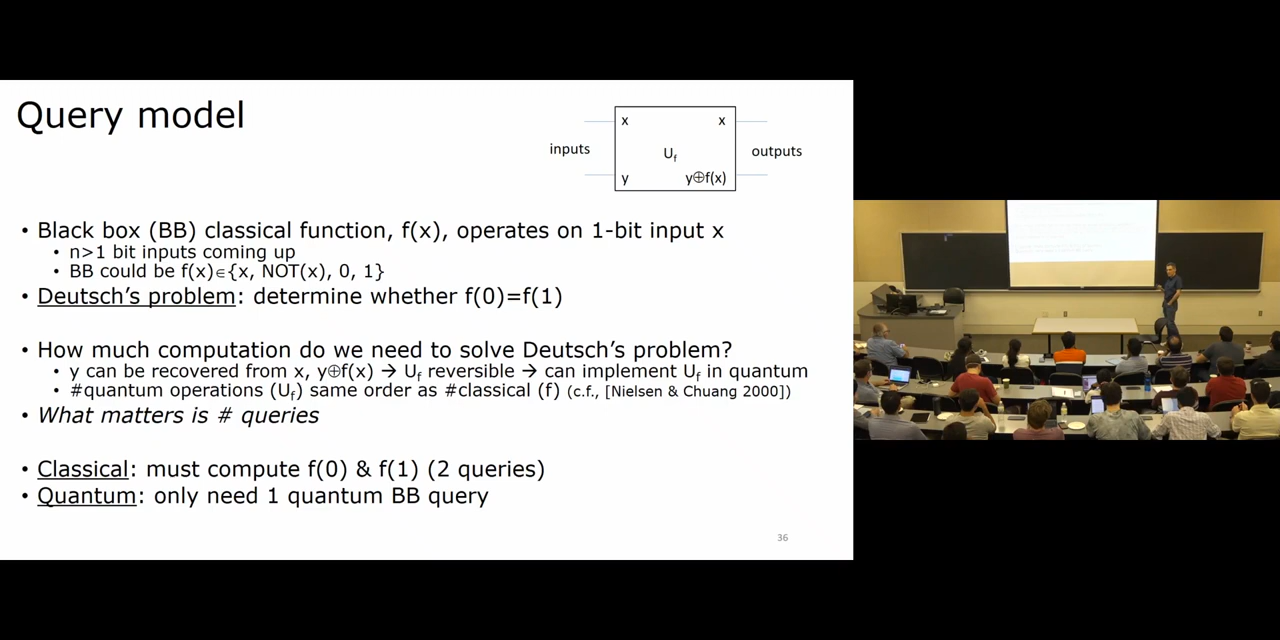 Query model
x
x
inputs
U_f
outputs
y
y⊕f(x)
• Black box (BB) classical function, f(x), operates on 1-bit input x
• n>1 bit inputs coming up
• BB could be f(x)∈{x, NOT(x), 0, 1}
• Deutsch's problem: determine whether f(0)=f(1)
• How much computation do we need to solve Deutsch's problem?
• y can be recovered from x, y⊕f(x) → U_f reversible → can implement U_f in quantum
• #quantum operations (U_f) same order as #classical (f) (c.f., [Nielsen & Chuang 2000])
• What matters is # queries
• Classical: must compute f(0) & f(1) (2 queries)
• Quantum: only need 1 quantum BB query
36